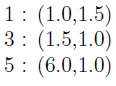 1 : (1.0,1.5)
3 : (1.5,1.0)
5 : (6.0,1.0)